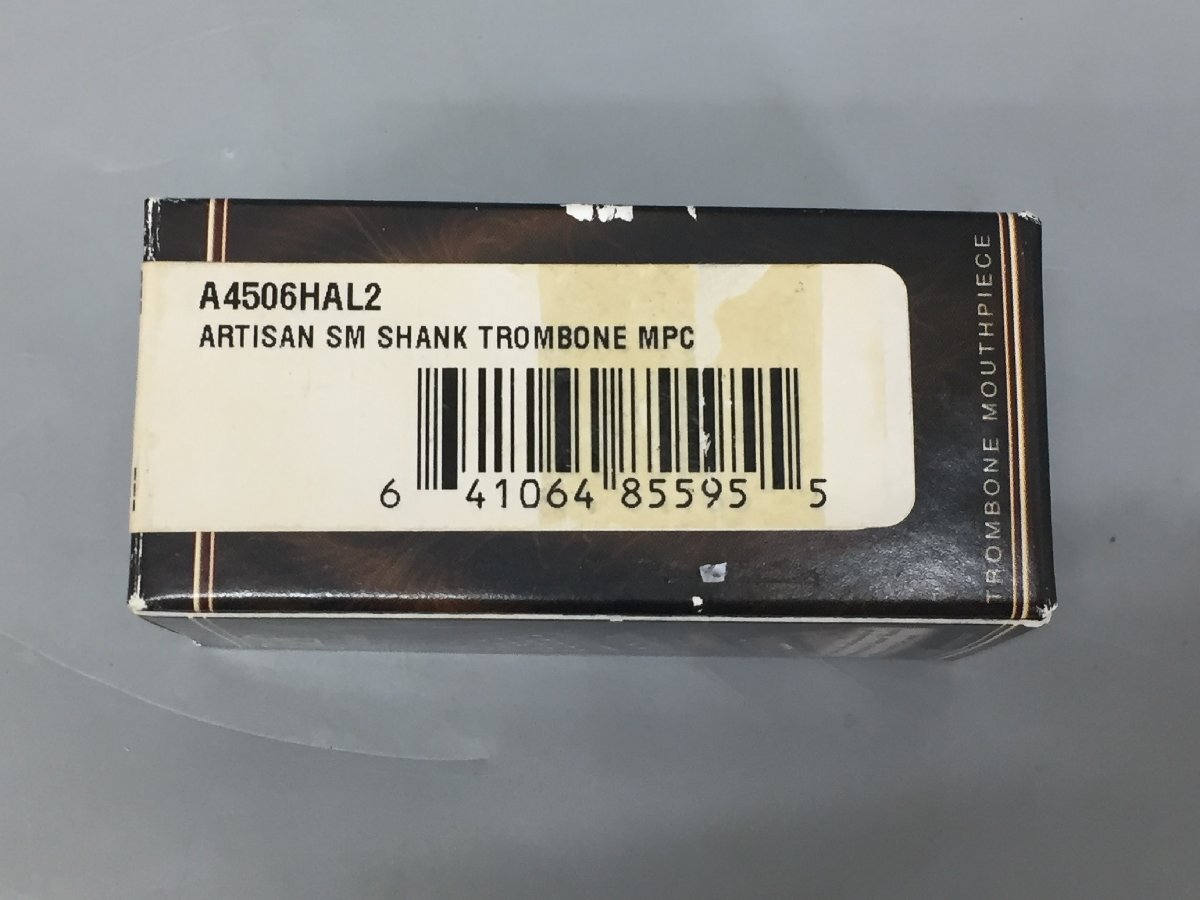 A4506HAL2
ARTISAN SM SHANK TROMBONE MPC
6 41064 85595 5
TROMBONE MOUTHPIECE